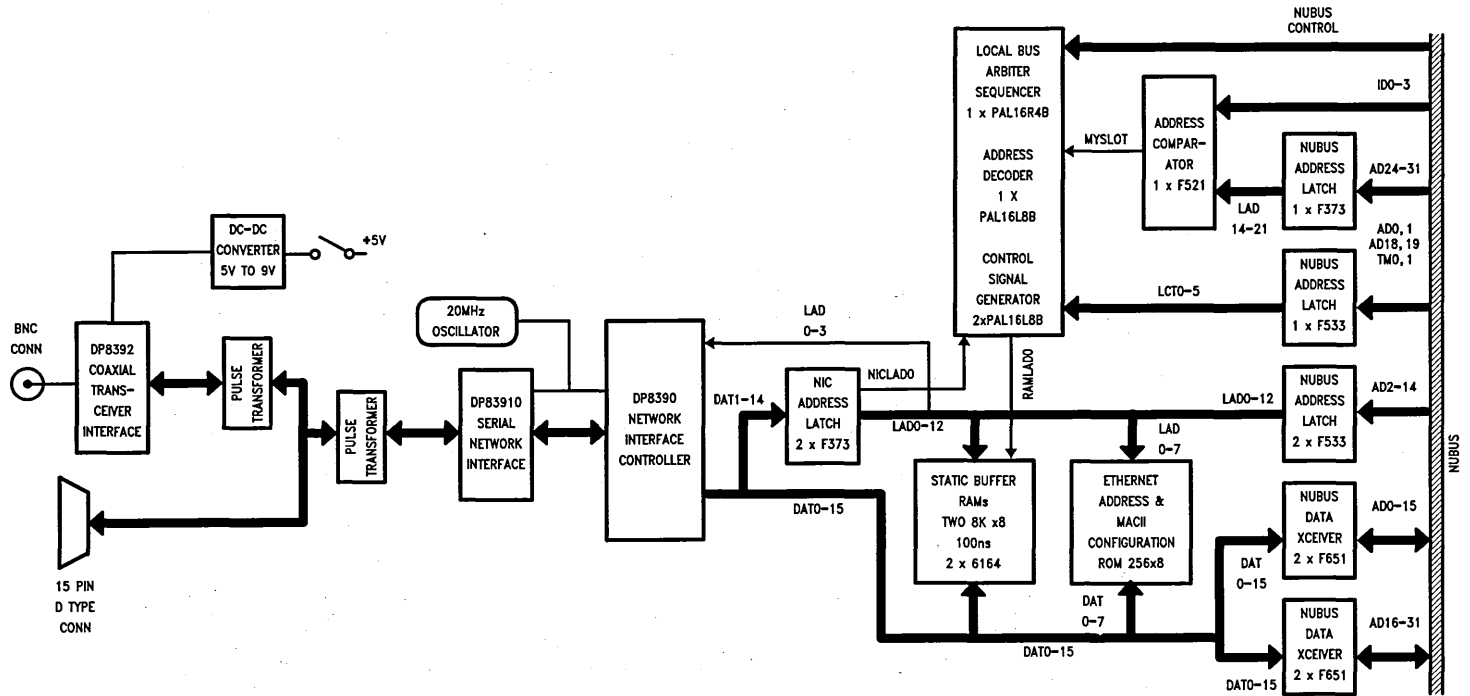 NUBUS
CONTROL
LOCAL BUS
ARBITER
SEQUENCER
1 x PAL16R4B
ADDRESS
DECODER
1 X
PAL16L8B
CONTROL
SIGNAL
GENERATOR
2xPAL16L8B
MYSLOT
ADDRESS
COMPAR-
ATOR
1 x F521
ID0-3
NUBUS
ADDRESS
LATCH
1 x F373
AD24-31
LAD
14-21
AD0,1
AD18,19
TM0,1
NUBUS
ADDRESS
LATCH
1 x F533
LCT0-5
DC-DC
CONVERTER
5V TO 9V
+5V
BNC
CONN
DP8392
COAXIAL
TRANS-
CEIVER
INTERFACE
PULSE
TRANSFORMER
PULSE
TRANSFORMER
20MHz
OSCILLATOR
DP83910
SERIAL
NETWORK
INTERFACE
DP8390
NETWORK
INTERFACE
CONTROLLER
LAD
0-3
DAT1-14
NIC
ADDRESS
LATCH
2 x F373
NICLAD0
RAMLAD0
LAD0-12
LAD0-12
NUBUS
ADDRESS
LATCH
2 x F533
AD2-14
LAD
0-7
STATIC BUFFER
RAMs
TWO 8K x8
100ns
2 x 6164
ETHERNET
ADDRESS &
MACII
CONFIGURATION
ROM 256x8
DAT0-15
NUBUS
DATA
XCEIVER
2 x F651
AD0-15
NUBUS
DAT
0-15
DAT
0-7
15 PIN
D TYPE
CONN
DAT0-15
NUBUS
DATA
XCEIVER
2 x F651
AD16-31
DAT0-15